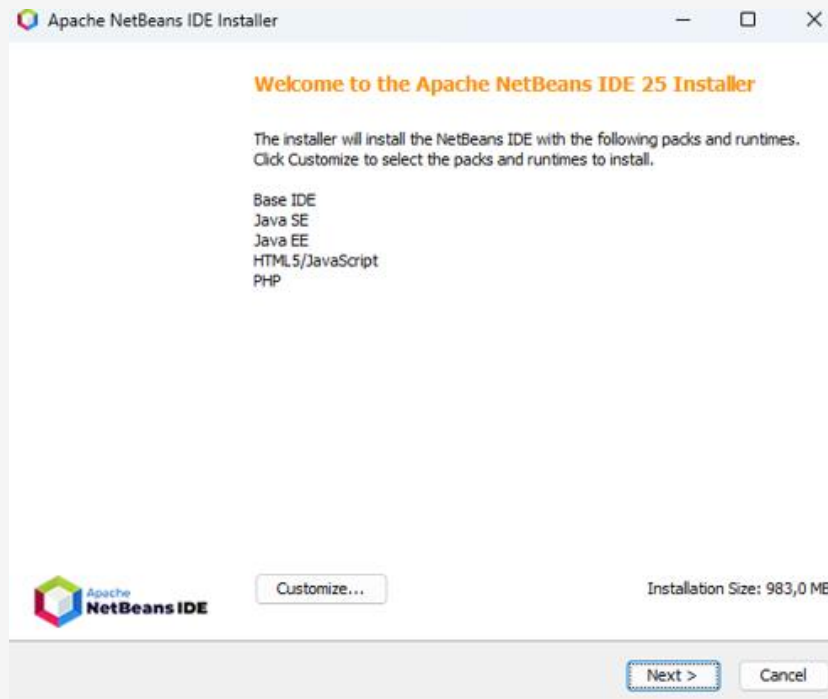 Apache NetBeans IDE Installer
Welcome to the Apache NetBeans IDE 25 Installer
The installer will install the NetBeans IDE with the following packs and runtimes.
Click Customize to select the packs and runtimes to install.
Base IDE
Java SE
Java EE
HTML5/JavaScript
PHP
Apache
NetBeans IDE
Customize...
Installation Size: 983,0 MB
Next >
Cancel